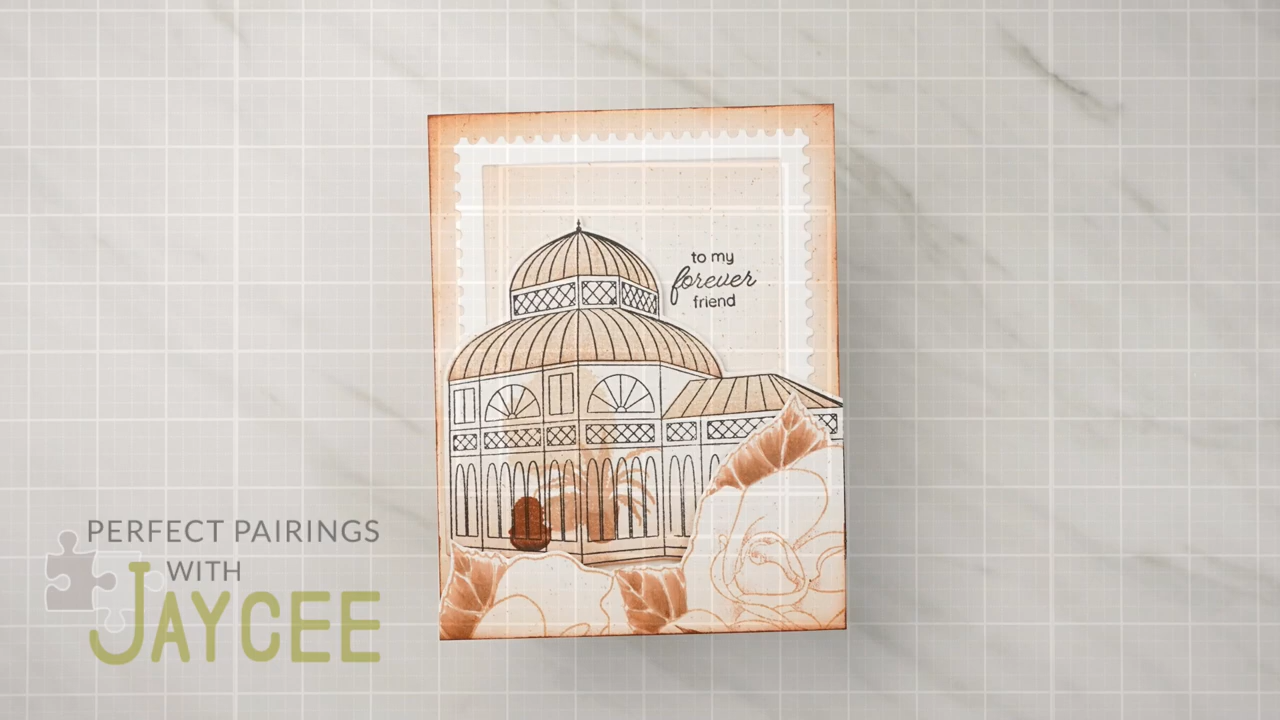 to my
forever
friend
PERFECT PAIRINGS
WITH
JAYCEE